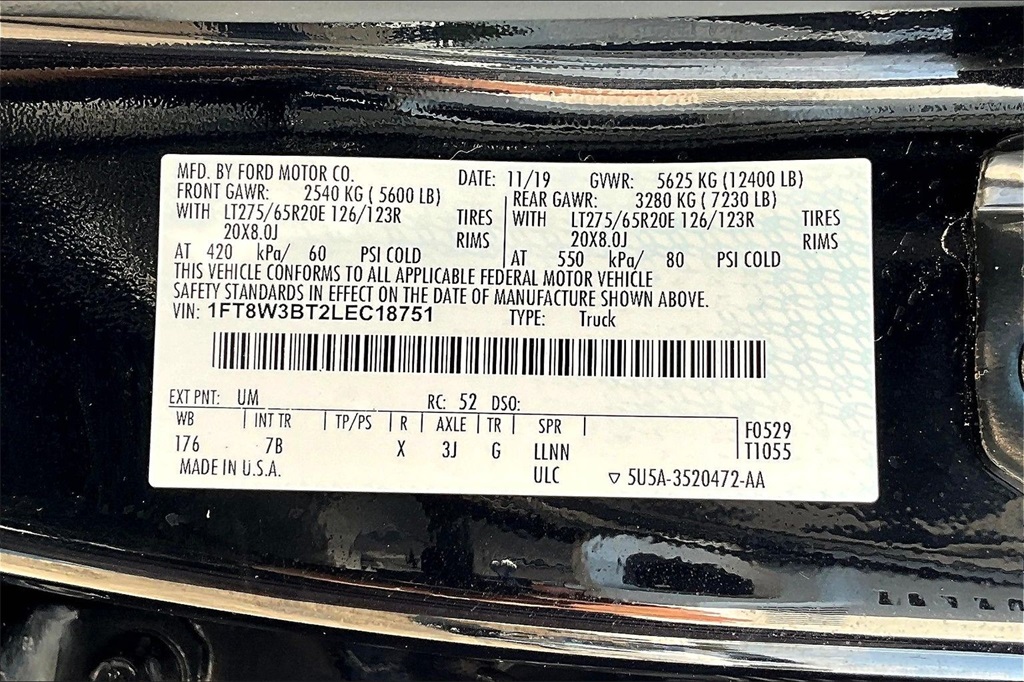 MFD. BY FORD MOTOR CO. DATE: 11/19 GVWR: 5625 KG (12400 LB)
FRONT GAWR: 2540 KG ( 5600 LB) REAR GAWR: 3280 KG ( 7230 LB)
WITH LT275/65R20E 126/123R TIRES WITH LT275/65R20E 126/123R TIRES
20X8.0J RIMS 20X8.0J RIMS
AT 420 kPa/ 60 PSI COLD AT 550 kPa/ 80 PSI COLD
THIS VEHICLE CONFORMS TO ALL APPLICABLE FEDERAL MOTOR VEHICLE
SAFETY STANDARDS IN EFFECT ON THE DATE OF MANUFACTURE SHOWN ABOVE.
VIN: 1FT8W3BT2LEC18751 TYPE: Truck
EXT PNT: UM RC: 52 DSO:
WB | INT TR | TP/PS | R | AXLE | TR | SPR | F0529
176 7B X 3J G LLNN T1055
MADE IN U.S.A. ULC ▽ 5U5A-3520472-AA